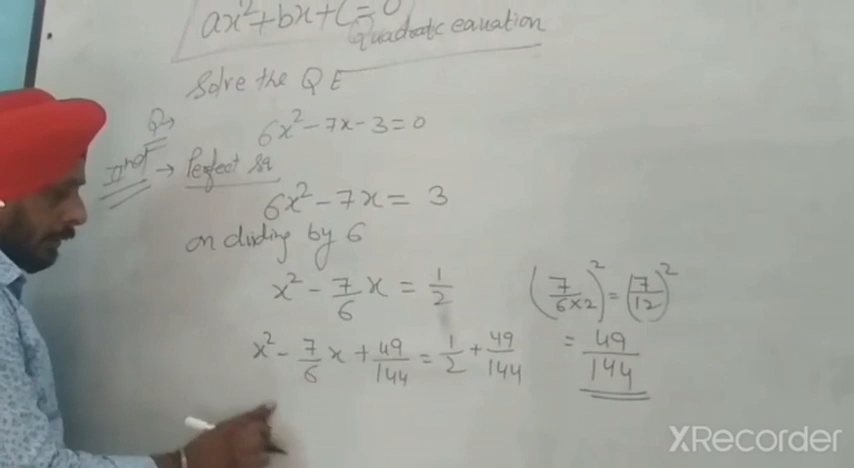 ax²+bx+C=0
Quadratic equation
Solve the QE
Q→
6x²-7x-3=0
IInd → Perfect sq
6x²-7x= 3
on dividing by 6
x² - 7/6 x = 1/2
(7/6×2)² = (7/12)²
x² - 7/6 x + 49/144 = 1/2 + 49/144
= 49/144
XRecorder